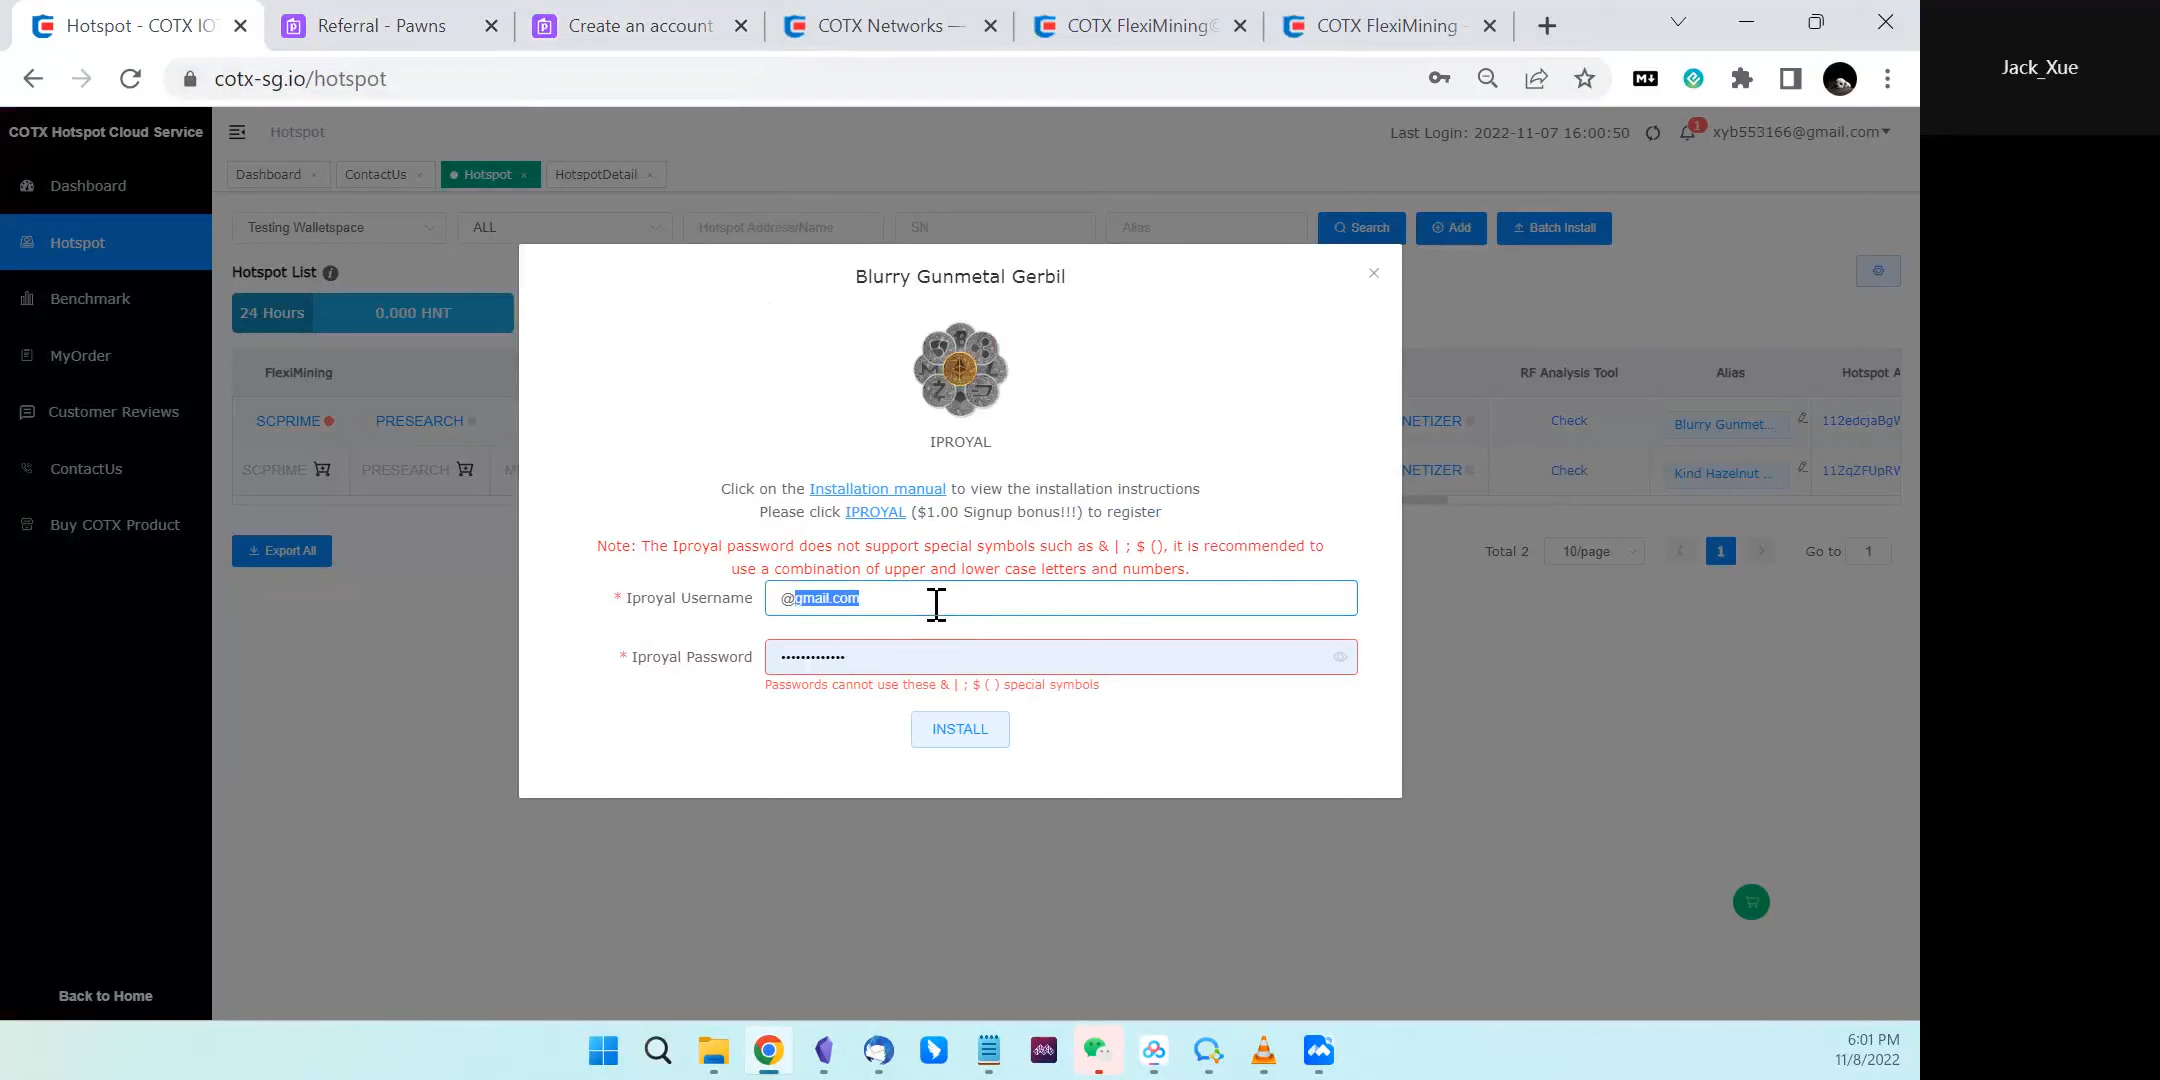 Hotspot - COTX IO
Referral - Pawns
Create an account
COTX Networks —
COTX FlexiMining©
COTX FlexiMining -
cotx-sg.io/hotspot
Jack_Xue
COTX Hotspot Cloud Service
Hotspot
Last Login: 2022-11-07 16:00:50
1
xyb553166@gmail.com
Dashboard
ContactUs
Hotspot
HotspotDetail
Dashboard
Hotspot
Benchmark
MyOrder
Customer Reviews
ContactUs
Buy COTX Product
Back to Home
Testing Walletspace
ALL
Hotspot Address/Name
SN
Alias
Search
Add
Batch Install
Hotspot List
24 Hours 0.000 HNT
FlexiMining
RF Analysis Tool
Alias
Hotspot A
SCPRIME
PRESEARCH
NETIZER
Check
Blurry Gunmet...
112edcjaBgW
SCPRIME
PRESEARCH
M
NETIZER
Check
Kind Hazelnut ...
11ZqZFUpRW
Export All
Total 2
10/page
1
Go to
1
Blurry Gunmetal Gerbil
IPROYAL
Click on the Installation manual to view the installation instructions
Please click IPROYAL ($1.00 Signup bonus!!!) to register
Note: The Iproyal password does not support special symbols such as & | ; $ (), it is recommended to
use a combination of upper and lower case letters and numbers.
* Iproyal Username
@gmail.com
* Iproyal Password
•••••••••••••
Passwords cannot use these & | ; $ ( ) special symbols
INSTALL
6:01 PM
11/8/2022